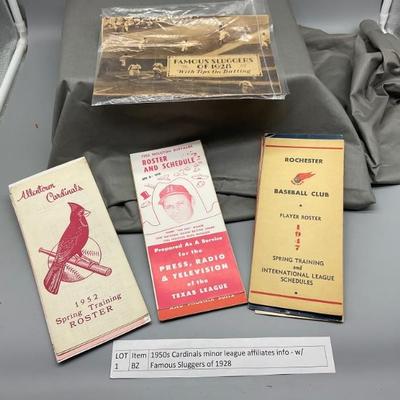 FAMOUS SLUGGERS
OF 1928
With Tips On Batting
Allentown Cardinals
1952
Spring Training
ROSTER
HOUSTON BUFFALOES
ROSTER
AND SCHEDULE
Prepared As A Service
for the
PRESS, RADIO
& TELEVISION
of the
TEXAS LEAGUE
ROCHESTER
BASEBALL CLUB
PLAYER ROSTER
1947
SPRING TRAINING
and
INTERNATIONAL LEAGUE
SCHEDULES
LOT Item 1950s Cardinals minor league affiliates info - w/
1 BZ Famous Sluggers of 1928